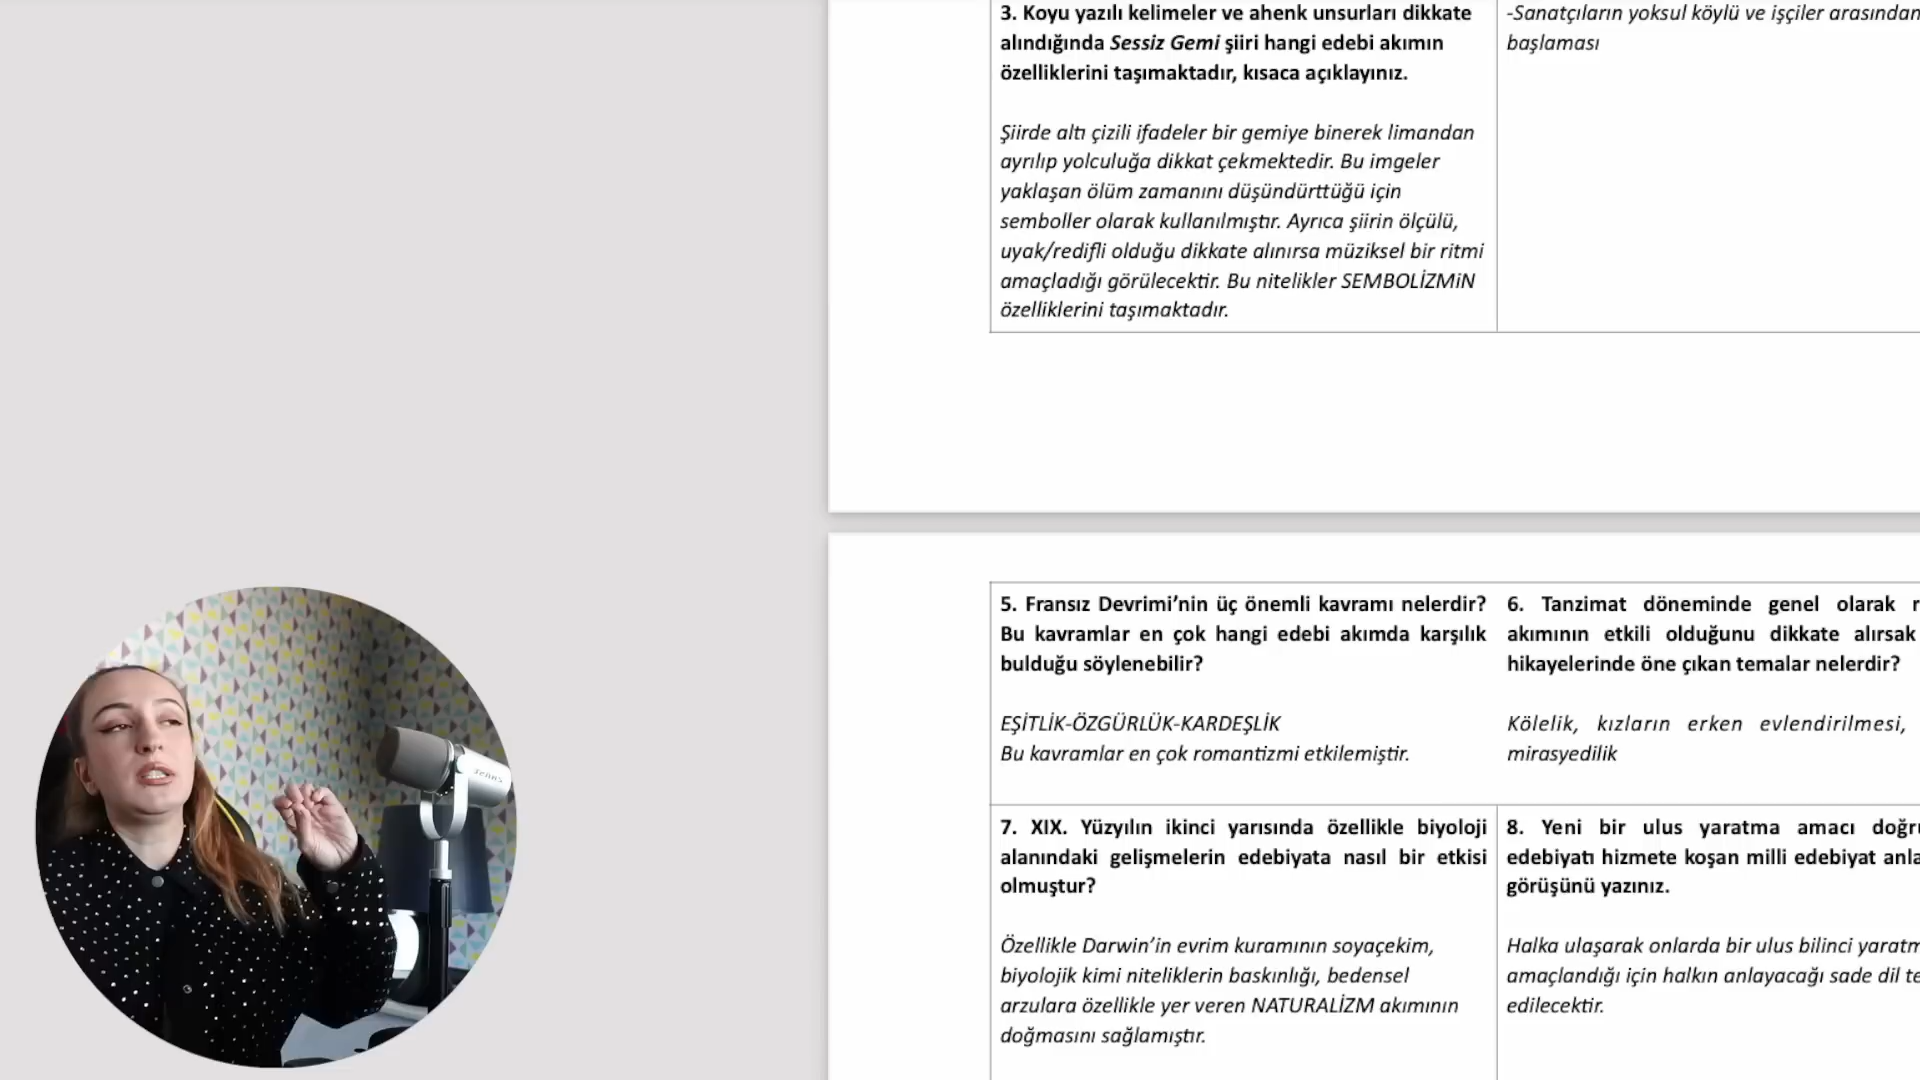 3. Koyu yazılı kelimeler ve ahenk unsurları dikkate
alındığında Sessiz Gemi şiiri hangi edebi akımın
özelliklerini taşımaktadır, kısaca açıklayınız.
Şiirde altı çizili ifadeler bir gemiye binerek limandan
ayrılıp yolculuğa dikkat çekmektedir. Bu imgeler
yaklaşan ölüm zamanını düşündürttüğü için
semboller olarak kullanılmıştır. Ayrıca şiirin ölçülü,
uyak/redifli olduğu dikkate alınırsa müziksel bir ritmi
amaçladığı görülecektir. Bu nitelikler SEMBOLİZMiN
özelliklerini taşımaktadır.
-Sanatçıların yoksul köylü ve işçiler arasından
başlaması
5. Fransız Devrimi’nin üç önemli kavramı nelerdir?
Bu kavramlar en çok hangi edebi akımda karşılık
bulduğu söylenebilir?
EŞİTLİK-ÖZGÜRLÜK-KARDEŞLİK
Bu kavramlar en çok romantizmi etkilemiştir.
6. Tanzimat döneminde genel olarak
akımının etkili olduğunu dikkate alırsak
hikayelerinde öne çıkan temalar nelerdir?
Kölelik, kızların erken evlendirilmesi,
mirasyedilik
7. XIX. Yüzyılın ikinci yarısında özellikle biyoloji
alanındaki gelişmelerin edebiyata nasıl bir etkisi
olmuştur?
Özellikle Darwin’in evrim kuramının soyaçekim,
biyolojik kimi niteliklerin baskınlığı, bedensel
arzulara özellikle yer veren NATURALİZM akımının
doğmasını sağlamıştır.
8. Yeni bir ulus yaratma amacı
edebiyatı hizmete koşan milli edebiyat
görüşünü yazınız.
Halka ulaşarak onlarda bir ulus bilinci
amaçlandığı için halkın anlayacağı sade dil
edilecektir.